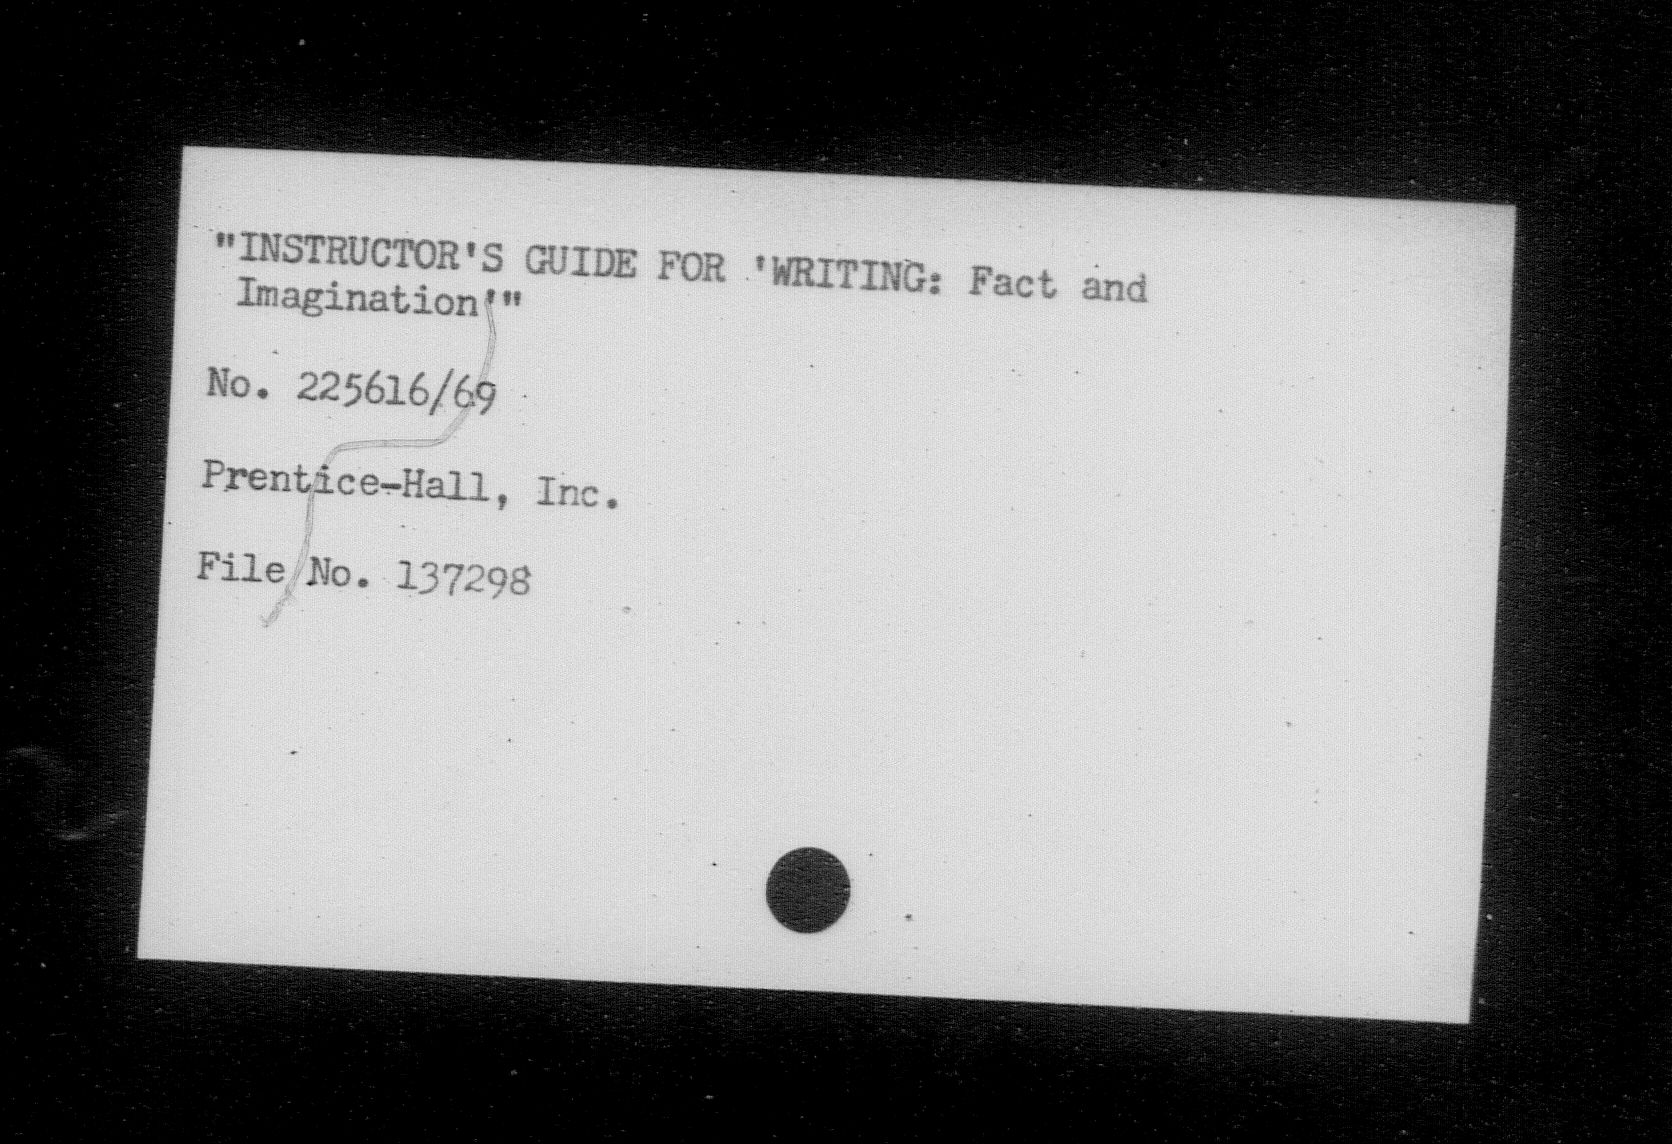 "INSTRUCTOR'S GUIDE FOR 'WRITING: Fact and
Imagination'"
No. 225616/69
Prentice-Hall, Inc.
File No. 137298